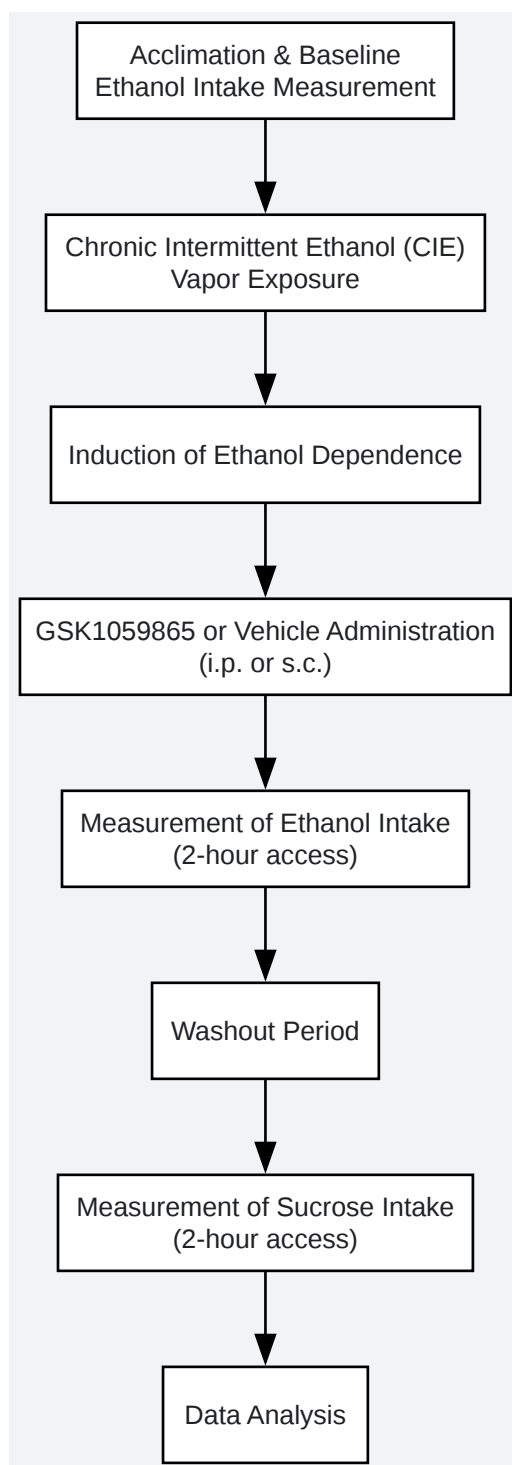 Acclimation & Baseline
Ethanol Intake Measurement
Chronic Intermittent Ethanol (CIE)
Vapor Exposure
Induction of Ethanol Dependence
GSK1059865 or Vehicle Administration
(i.p. or s.c.)
Measurement of Ethanol Intake
(2-hour access)
Washout Period
Measurement of Sucrose Intake
(2-hour access)
Data Analysis